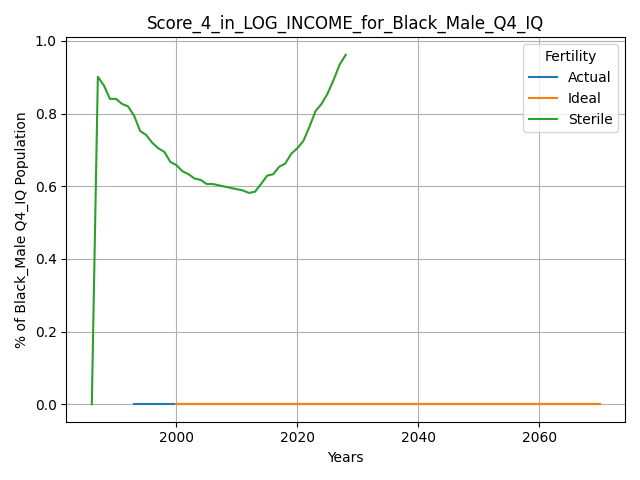 Score_4_in_LOG_INCOME_for_Black_Male_Q4_IQ
% of Black_Male Q4_IQ Population
1.0
0.8
0.6
0.4
0.2
0.0
Fertility
Actual
Ideal
Sterile
2000
2020
2040
2060
Years